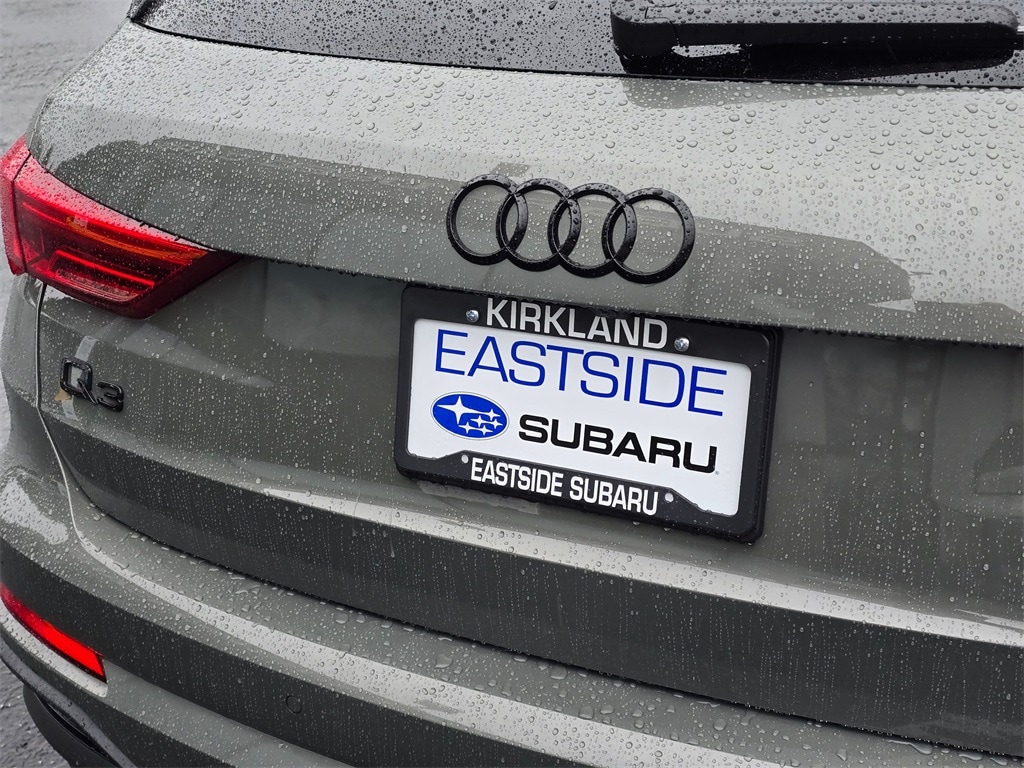 KIRKLAND
EASTSIDE
SUBARU
EASTSIDE SUBARU
Q3